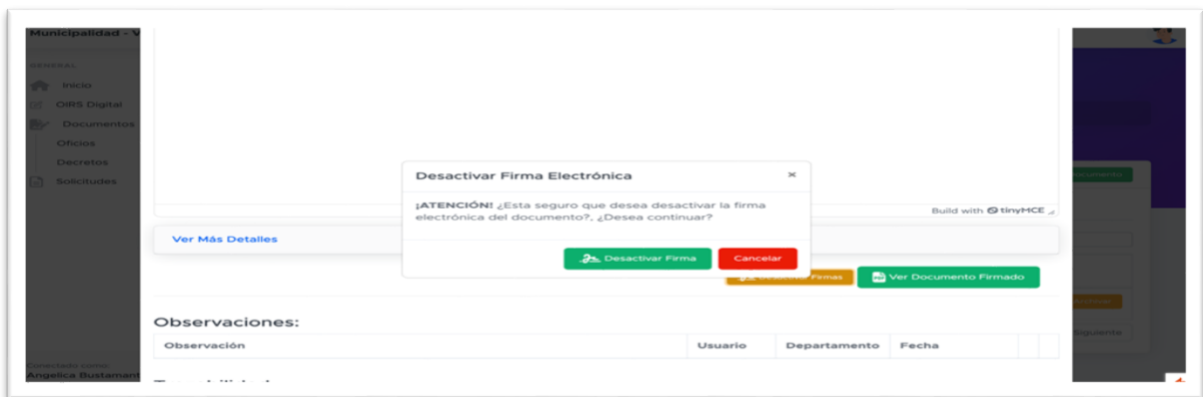 Municipalidad - V
GENERAL
Inicio
OIRS Digital
Documentos
Oficios
Decretos
Solicitudes
Conectado como:
Angelica Bustamant
Desactivar Firma Electrónica ×
¡ATENCIÓN! ¿Esta seguro que desea desactivar la firma
electrónica del documento?, ¿Desea continuar?
Desactivar Firma Cancelar
Build with tinyMCE
Ver Más Detalles
Firmas Ver Documento Firmado
Observaciones:
Observación Usuario Departamento Fecha
ocumento
Siguiente